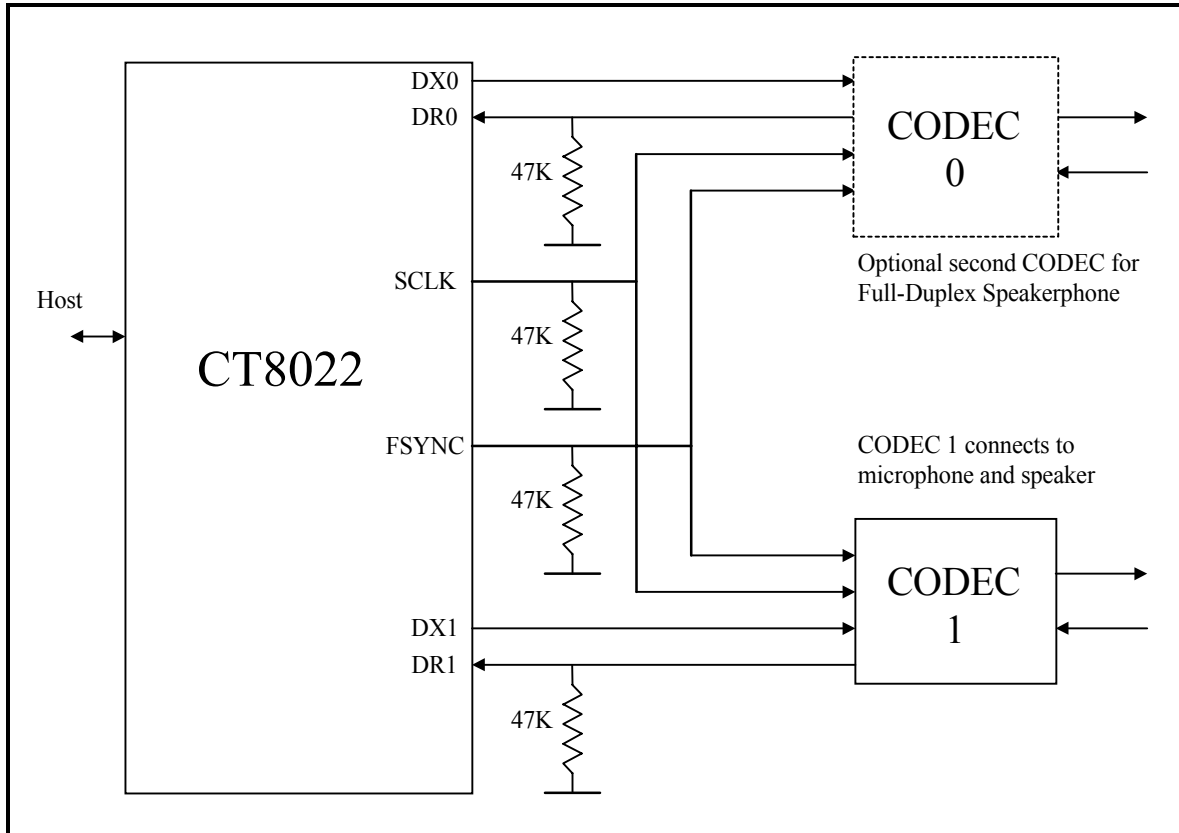 DX0
DR0
CODEC
0
47K
Optional second CODEC for
Full-Duplex Speakerphone
SCLK
Host
47K
CT8022
FSYNC
CODEC 1 connects to
microphone and speaker
47K
CODEC
1
DX1
DR1
47K